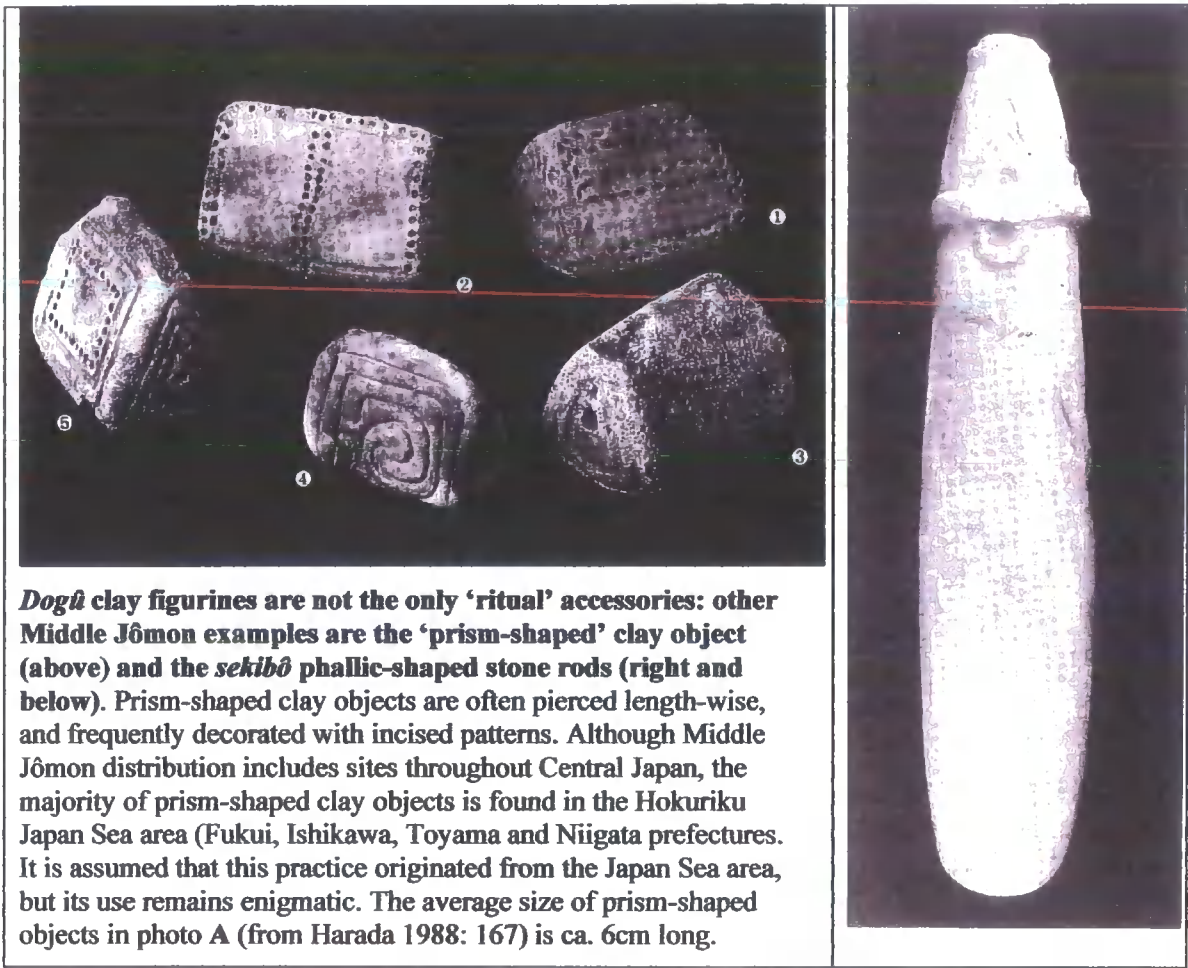 ❶
❷
❸
❹
❺
Dogû clay figurines are not the only ‘ritual’ accessories: other
Middle Jômon examples are the ‘prism-shaped’ clay object
(above) and the sekibô phallic-shaped stone rods (right and
below). Prism-shaped clay objects are often pierced length-wise,
and frequently decorated with incised patterns. Although Middle
Jômon distribution includes sites throughout Central Japan, the
majority of prism-shaped clay objects is found in the Hokuriku
Japan Sea area (Fukui, Ishikawa, Toyama and Niigata prefectures.
It is assumed that this practice originated from the Japan Sea area,
but its use remains enigmatic. The average size of prism-shaped
objects in photo A (from Harada 1988: 167) is ca. 6cm long.